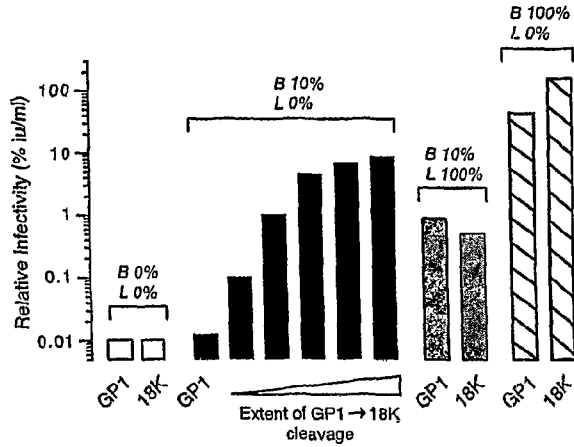 B 100%
L 0%
B 10%
L 0%
B 10%
L 100%
B 0%
L 0%
Relative Infectivity (% iu/ml)
100
10
1
0.1
0.01
GP1
18K
GP1
Extent of GP1 → 18K
cleavage
GP1
18K
GP1
18K